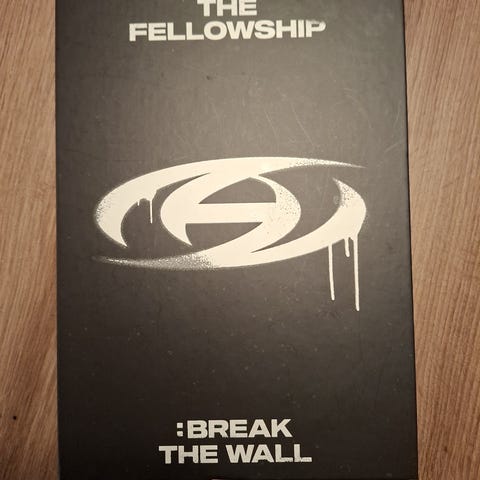 THE
FELLOWSHIP
:BREAK
THE WALL